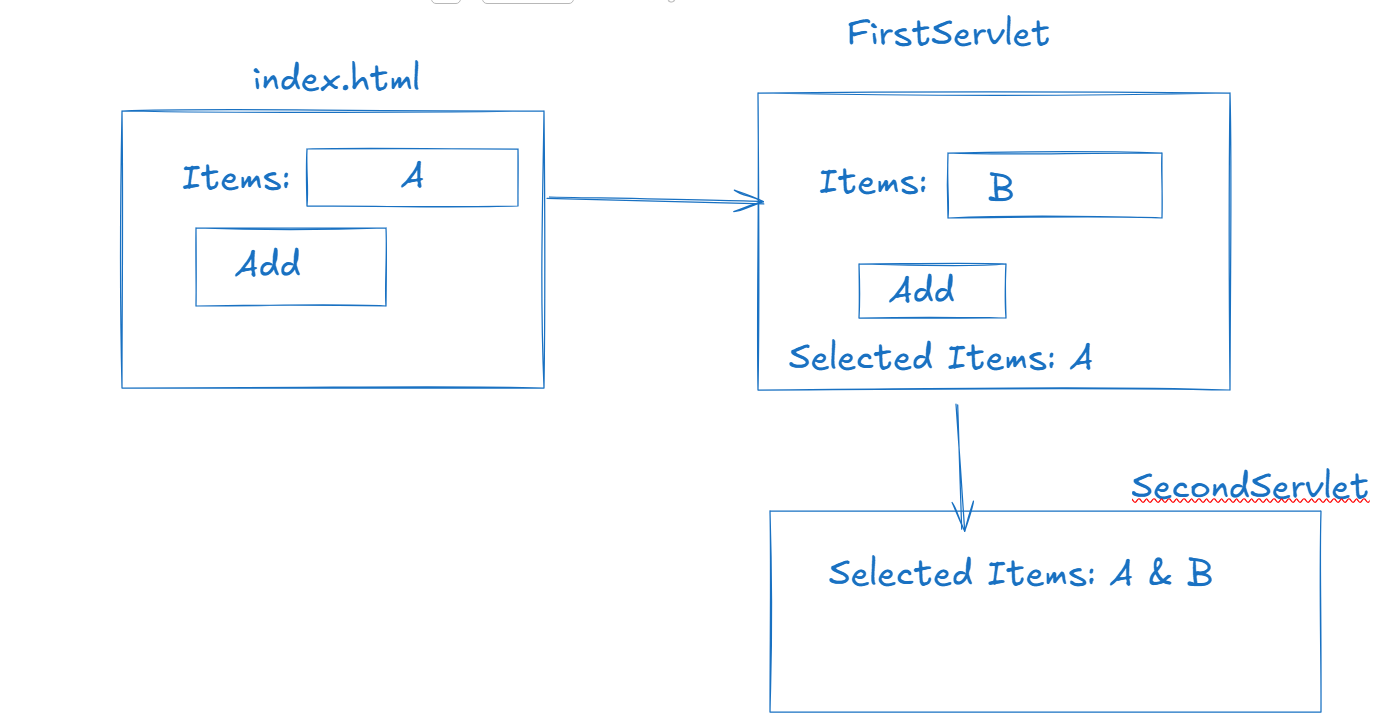 index.html
Items: A
Add
FirstServlet
Items: B
Add
Selected Items: A
SecondServlet
Selected Items: A & B